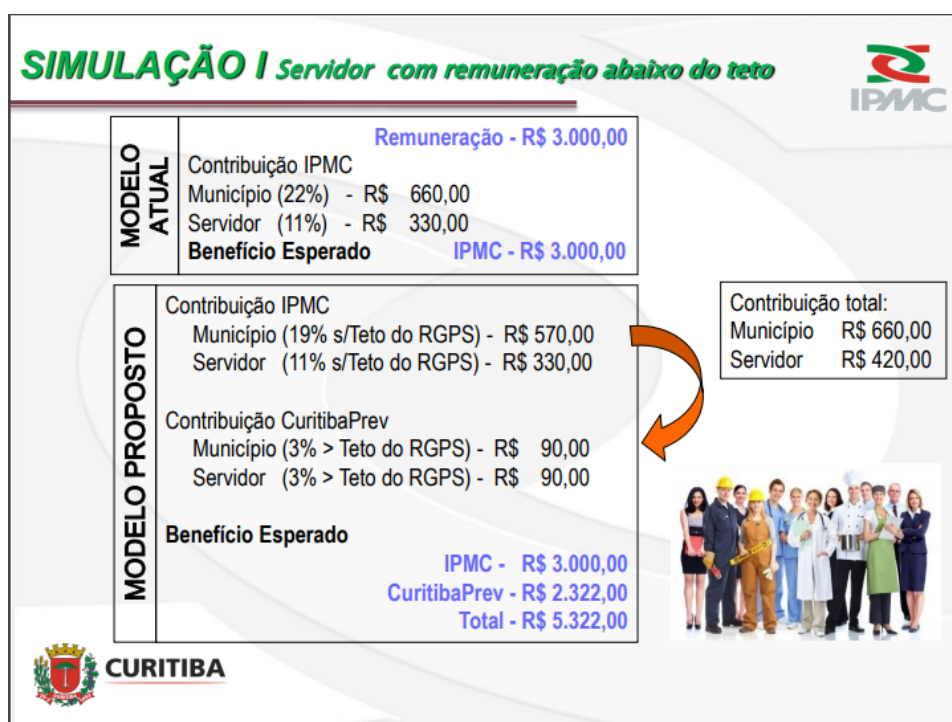 SIMULAÇÃO I Servidor com remuneração abaixo do teto
IPMC
MODELO ATUAL
Remuneração - R$ 3.000,00
Contribuição IPMC
Município (22%) - R$ 660,00
Servidor (11%) - R$ 330,00
Benefício Esperado IPMC - R$ 3.000,00
MODELO PROPOSTO
Contribuição IPMC
Município (19% s/Teto do RGPS) - R$ 570,00
Servidor (11% s/Teto do RGPS) - R$ 330,00
Contribuição CuritibaPrev
Município (3% > Teto do RGPS) - R$ 90,00
Servidor (3% > Teto do RGPS) - R$ 90,00
Benefício Esperado
IPMC - R$ 3.000,00
CuritibaPrev - R$ 2.322,00
Total - R$ 5.322,00
Contribuição total:
Município R$ 660,00
Servidor R$ 420,00
CURITIBA